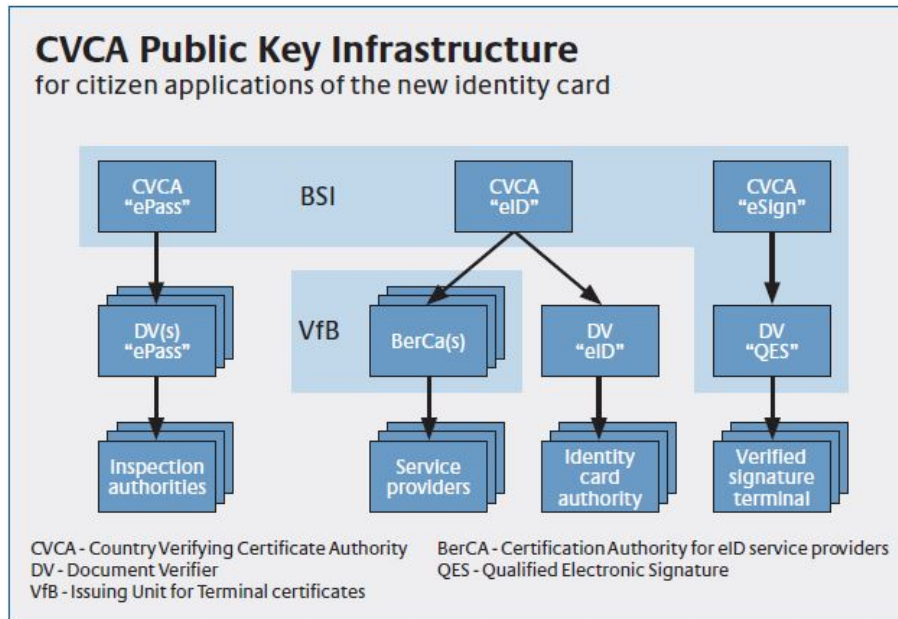 CVCA Public Key Infrastructure
for citizen applications of the new identity card
CVCA
“ePass”
BSI
CVCA
“eID”
CVCA
“eSign”
DV(s)
“ePass”
VfB
BerCa(s)
DV
“eID”
DV
“QES”
Inspection
authorities
Service
providers
Identity
card
authority
Verified
signature
terminal
CVCA - Country Verifying Certificate Authority
DV - Document Verifier
VfB - Issuing Unit for Terminal certificates
BerCA - Certification Authority for eID service providers
QES - Qualified Electronic Signature